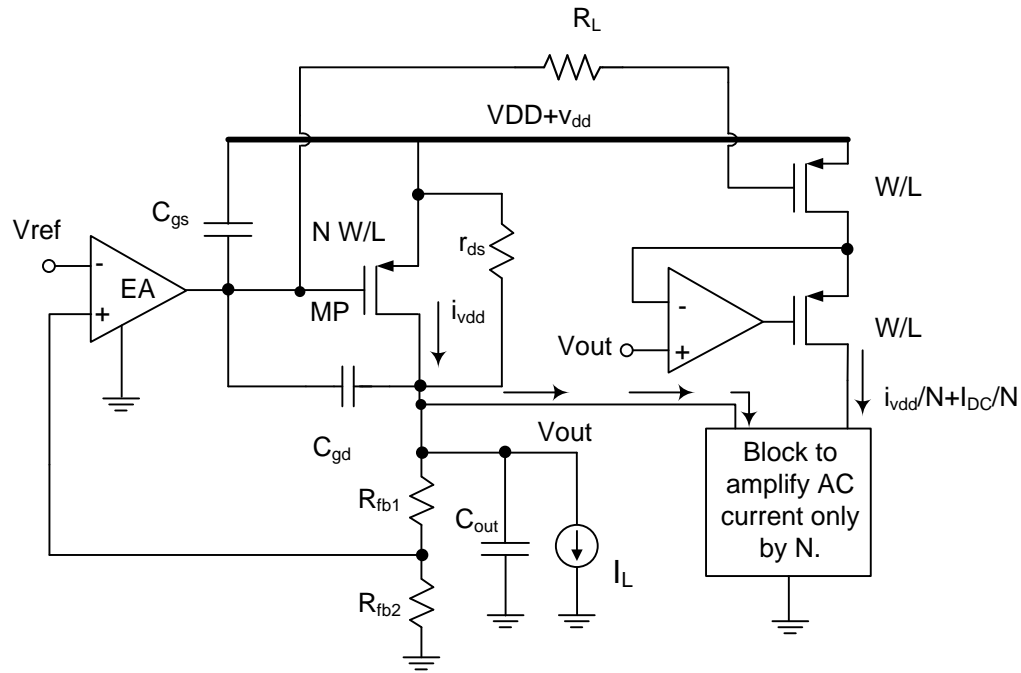 R_L
VDD+v_dd
C_gs
N W/L
r_ds
W/L
Vref
-
EA
+
MP
i_vdd
-
W/L
Vout
+
i_vdd/N+I_DC/N
C_gd
Vout
Block to
amplify AC
current only
by N.
R_fb1
C_out
I_L
R_fb2